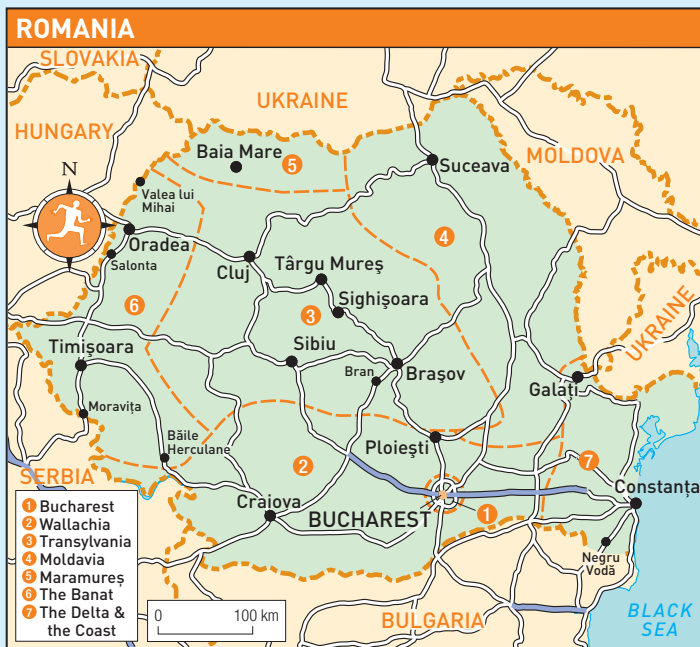 ROMANIA
SLOVAKIA
UKRAINE
HUNGARY
MOLDOVA
Baia Mare
5
Suceava
N
Valea lui
Mihai
Oradea
4
Salonta
Cluj
Târgu Mureş
Sighişoara
6
3
UKRAINE
Timişoara
Sibiu
Bran
Braşov
Galaţi
Moraviţa
Băile
Herculane
Ploieşti
2
7
SERBIA
Constanţa
Craiova
BUCHAREST
1
Negru
Vodă
1 Bucharest
2 Wallachia
3 Transylvania
4 Moldavia
5 Maramureş
6 The Banat
7 The Delta &
the Coast
0 100 km
BULGARIA
BLACK
SEA